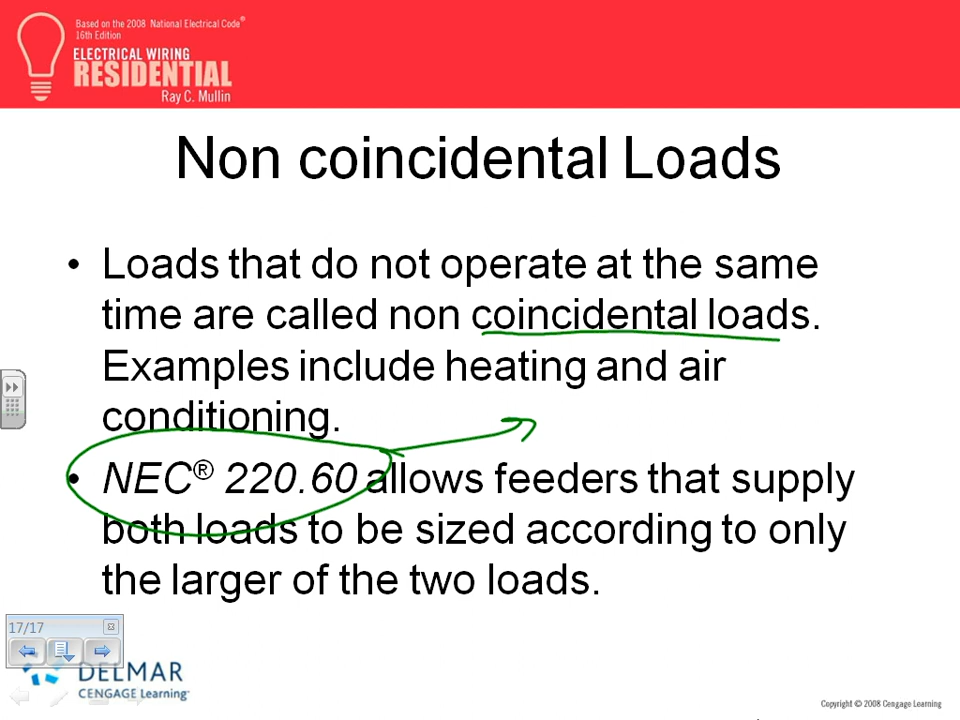 Based on the 2008 National Electrical Code®
16th Edition
ELECTRICAL WIRING
RESIDENTIAL
Ray C. Mullin
Non coincidental Loads
• Loads that do not operate at the same
time are called non coincidental loads.
Examples include heating and air
conditioning.
• NEC® 220.60 allows feeders that supply
both loads to be sized according to only
the larger of the two loads.
17/17
DELMAR
CENGAGE Learning™
Copyright © 2008 Cengage Learning